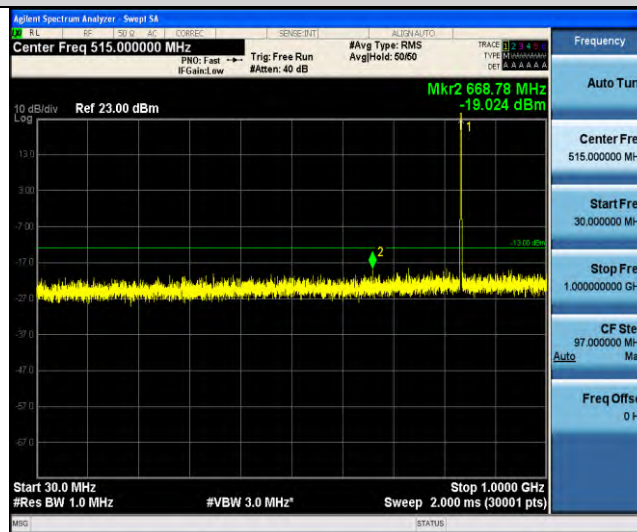 Agilent Spectrum Analyzer - Swept SA
RL RF 50 Ω AC CORREC SENSE:INT ALIGN AUTO
Center Freq 515.000000 MHz
PNO: Fast
IFGain:Low
Trig: Free Run
#Atten: 40 dB
#Avg Type: RMS
Avg|Hold: 50/50
TRACE 1 2 3 4 5 6
TYPE
DET A A A A A A
Mkr2 668.78 MHz
-19.024 dBm
10 dB/div Ref 23.00 dBm
Log
1
13.0
3.00
-7.00
-13.00 dBm
2
-17.0
-27.0
-37.0
-47.0
-57.0
-67.0
Start 30.0 MHz
Stop 1.0000 GHz
#Res BW 1.0 MHz
#VBW 3.0 MHz*
Sweep 2.000 ms (30001 pts)
MSG
STATUS
Frequency
Auto Tun
Center Fre
515.000000 MH
Start Fre
30.000000 MH
Stop Fre
1.000000000 GH
CF Ste
97.000000 MH
Auto Ma
Freq Offse
0 H